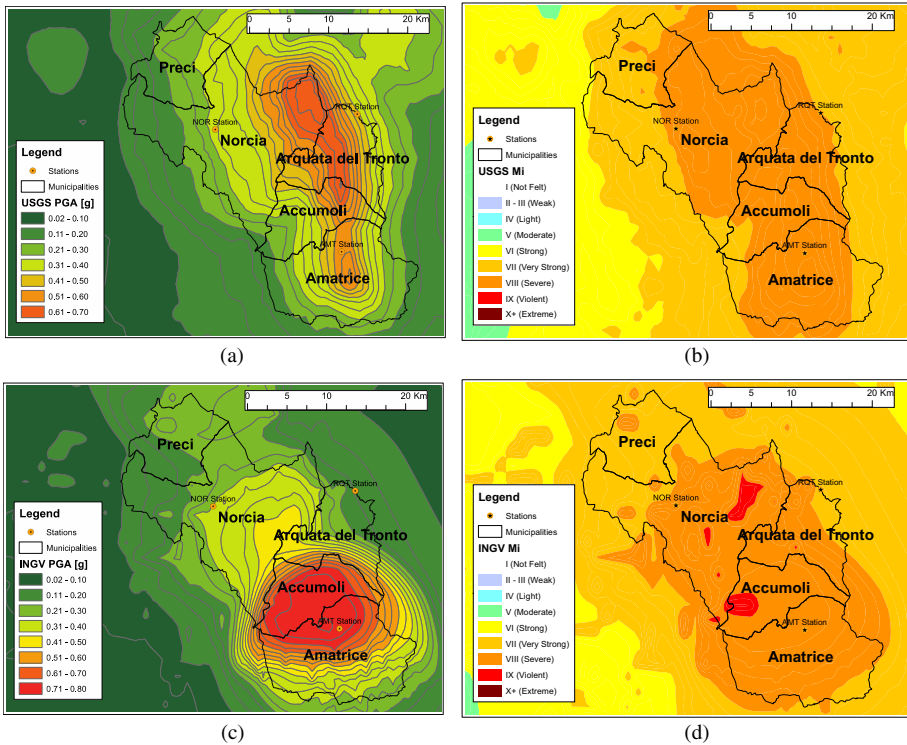 0 5 10 20 Km
Preci
RQT Station
NOR Station
Norcia
Arquata del Tronto
Accumoli
AMT Station
Amatrice
Legend
Stations
Municipalities
USGS PGA [g]
0.02 - 0.10
0.11 - 0.20
0.21 - 0.30
0.31 - 0.40
0.41 - 0.50
0.51 - 0.60
0.61 - 0.70
(a)
0 5 10 20 Km
Preci
RQT Station
NOR Station
Norcia
Arquata del Tronto
Accumoli
AMT Station
Amatrice
Legend
Stations
Municipalities
USGS Mi
I (Not Felt)
II - III (Weak)
IV (Light)
V (Moderate)
VI (Strong)
VII (Very Strong)
VIII (Severe)
IX (Violent)
X+ (Extreme)
(b)
0 5 10 20 Km
Preci
RQT Station
NOR Station
Norcia
Arquata del Tronto
Accumoli
AMT Station
Amatrice
Legend
Stations
Municipalities
INGV PGA [g]
0.02 - 0.10
0.11 - 0.20
0.21 - 0.30
0.31 - 0.40
0.41 - 0.50
0.51 - 0.60
0.61 - 0.70
0.71 - 0.80
(c)
0 5 10 20 Km
Preci
RQT Station
NOR Station
Norcia
Arquata del Tronto
Accumoli
AMT Station
Amatrice
Legend
Stations
Municipalities
INGV Mi
I (Not Felt)
II - III (Weak)
IV (Light)
V (Moderate)
VI (Strong)
VII (Very Strong)
VIII (Severe)
IX (Violent)
X+ (Extreme)
(d)